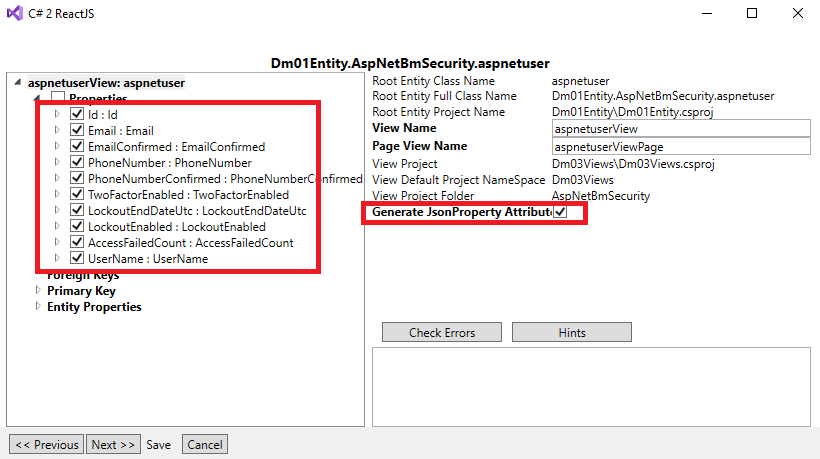 C# 2 ReactJS
Dm01Entity.AspNetBmSecurity.aspnetuser
aspnetuserView: aspnetuser
Properties
Id : Id
Email : Email
EmailConfirmed : EmailConfirmed
PhoneNumber : PhoneNumber
PhoneNumberConfirmed : PhoneNumberConfirmed
TwoFactorEnabled : TwoFactorEnabled
LockoutEndDateUtc : LockoutEndDateUtc
LockoutEnabled : LockoutEnabled
AccessFailedCount : AccessFailedCount
UserName : UserName
Foreign Keys
Primary Key
Entity Properties
Root Entity Class Name aspnetuser
Root Entity Full Class Name Dm01Entity.AspNetBmSecurity.aspnetuser
Root Entity Project Name Dm01Entity\Dm01Entity.csproj
View Name aspnetuserView
Page View Name aspnetuserViewPage
View Project Dm03Views\Dm03Views.csproj
View Default Project NameSpace Dm03Views
View Project Folder AspNetBmSecurity
Generate JsonProperty Attribut
Check Errors Hints
<< Previous Next >> Save Cancel